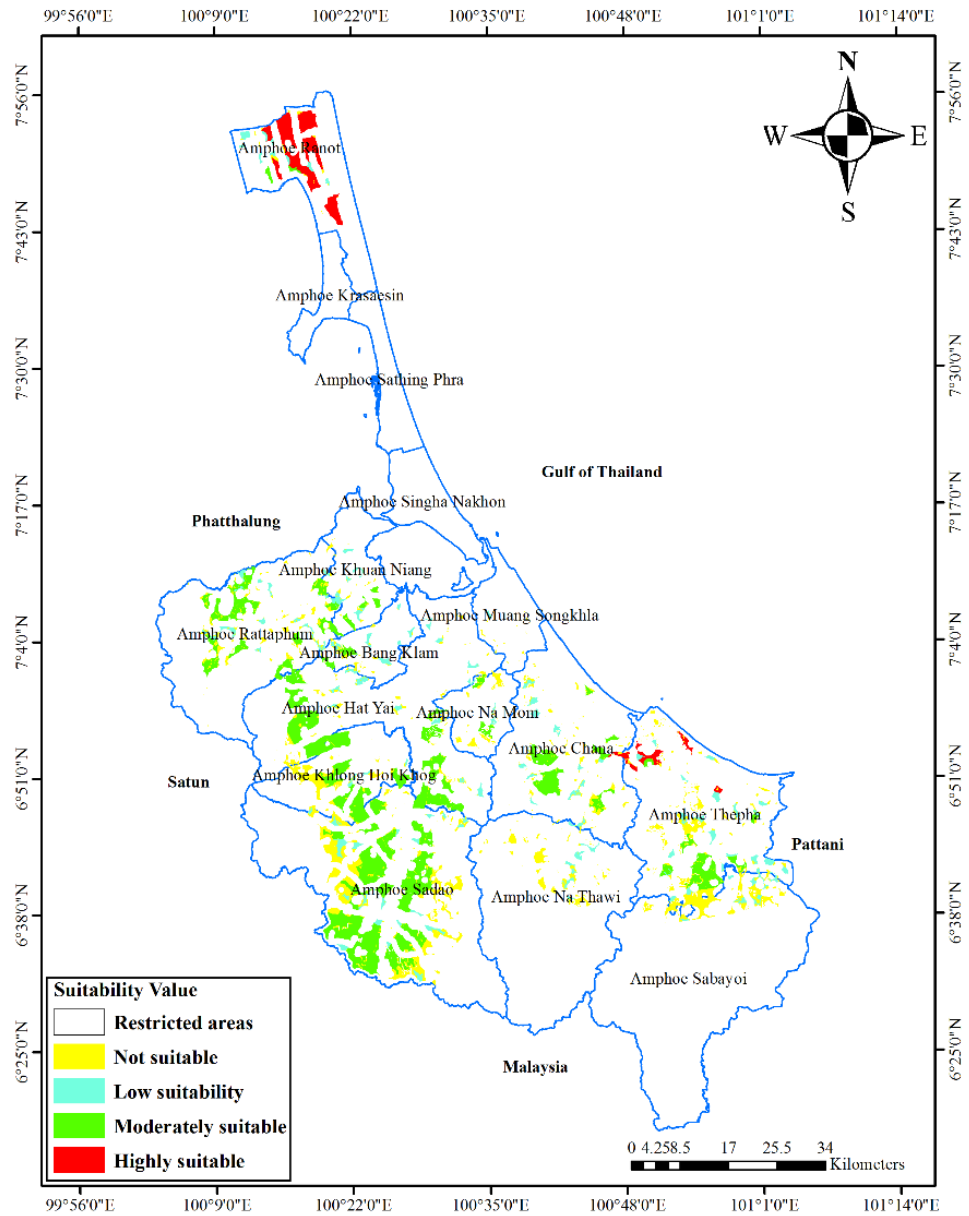 99°56'0"E 100°9'0"E 100°22'0"E 100°35'0"E 100°48'0"E 101°1'0"E 101°14'0"E
N
W E
S
7°56'0"N 7°56'0"N
Amphoe Ranot
7°43'0"N 7°43'0"N
Amphoe Krasaesin
7°30'0"N 7°30'0"N
Amphoe Sathing Phra
Gulf of Thailand
7°17'0"N 7°17'0"N
Amphoe Singha Nakhon
Phatthalung
Amphoe Khuan Niang
Amphoe Muang Songkhla
Amphoe Rattaphum
7°4'0"N 7°4'0"N
Amphoe Bang Klam
Amphoe Hat Yai
Amphoe Na Mom
Amphoe Chana
Satun
Amphoe Khlong Hoi Khog
6°51'0"N 6°51'0"N
Amphoe Thepha
Pattani
Amphoe Sadao
Amphoe Na Thawi
6°38'0"N 6°38'0"N
Amphoe Sabayoi
Suitability Value
Restricted areas
Not suitable
Low suitability
Moderately suitable
Highly suitable
6°25'0"N 6°25'0"N
Malaysia
0 4.25 8.5 17 25.5 34
Kilometers
99°56'0"E 100°9'0"E 100°22'0"E 100°35'0"E 100°48'0"E 101°1'0"E 101°14'0"E